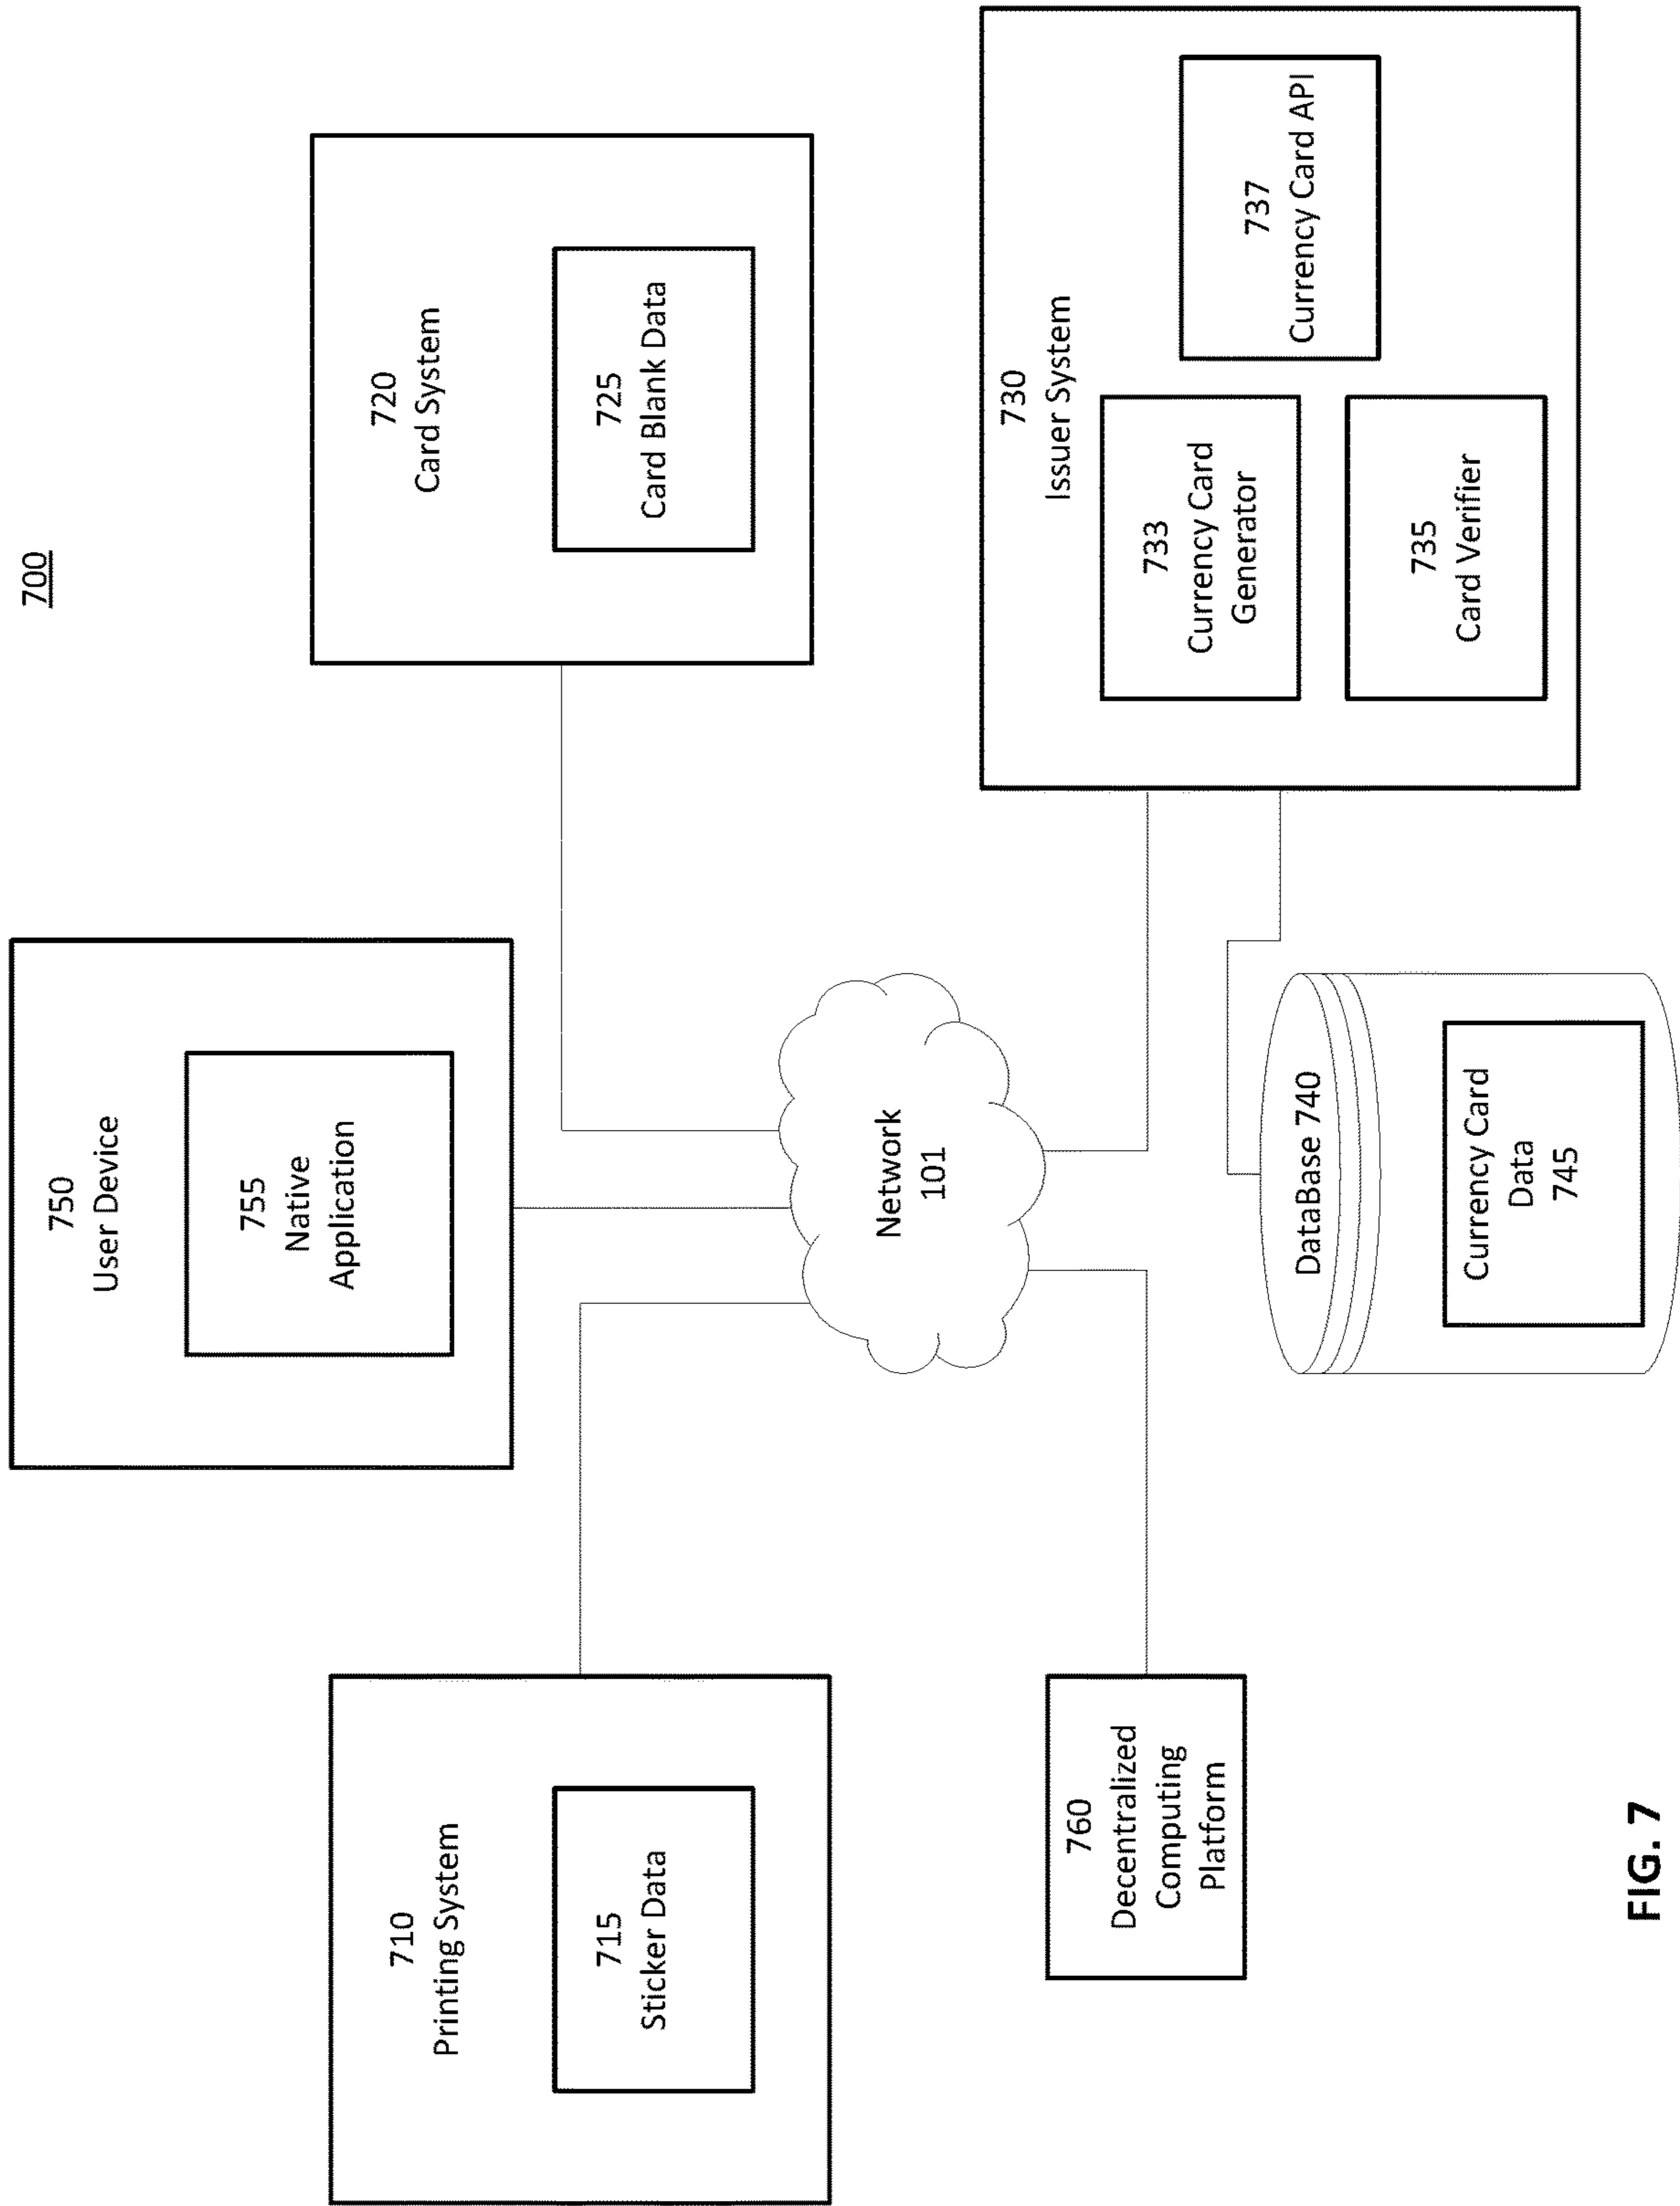 700
750
User Device
755
Native
Application
710
Printing System
715
Sticker Data
720
Card System
725
Card Blank Data
Network
101
760
Decentralized
Computing
Platform
DataBase 740
Currency Card
Data
745
730
Issuer System
733
Currency Card
Generator
737
Currency Card API
735
Card Verifier
FIG. 7